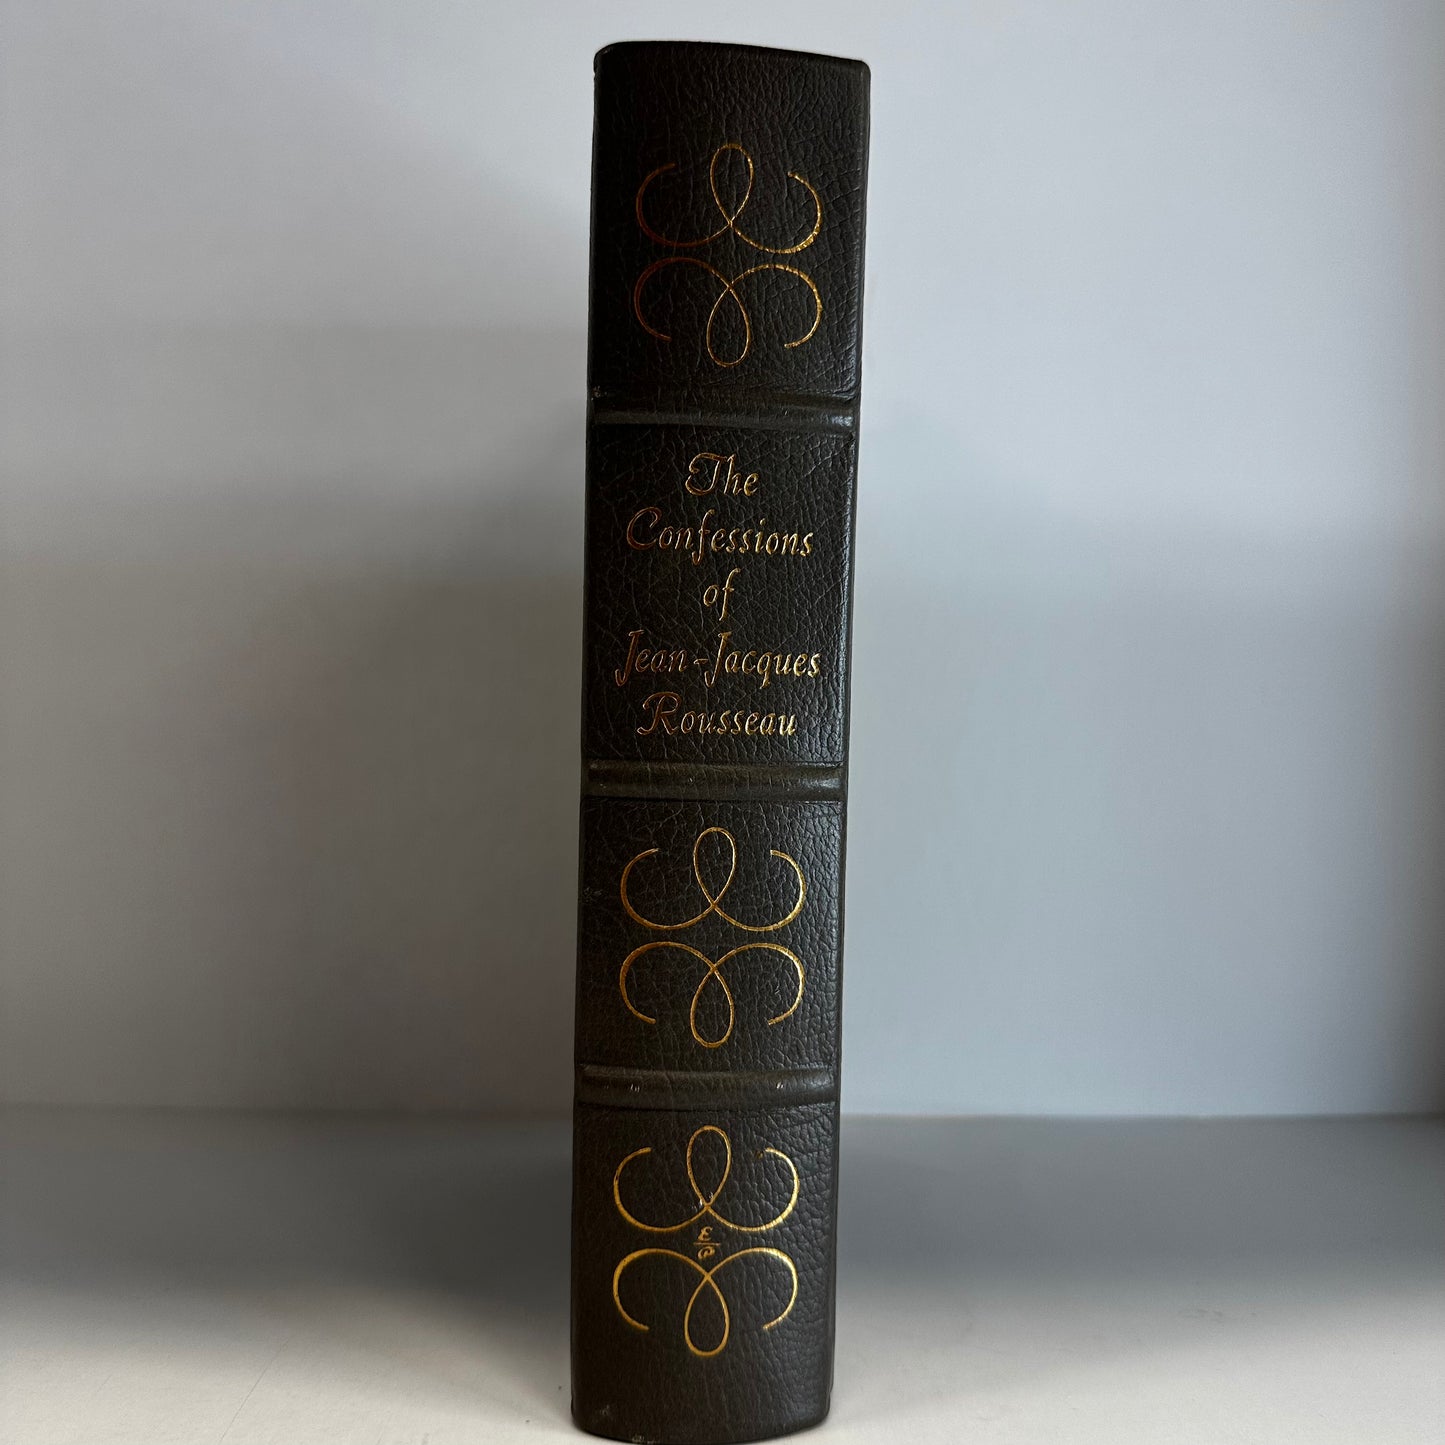 The
Confessions
of
Jean-Jacques
Rousseau